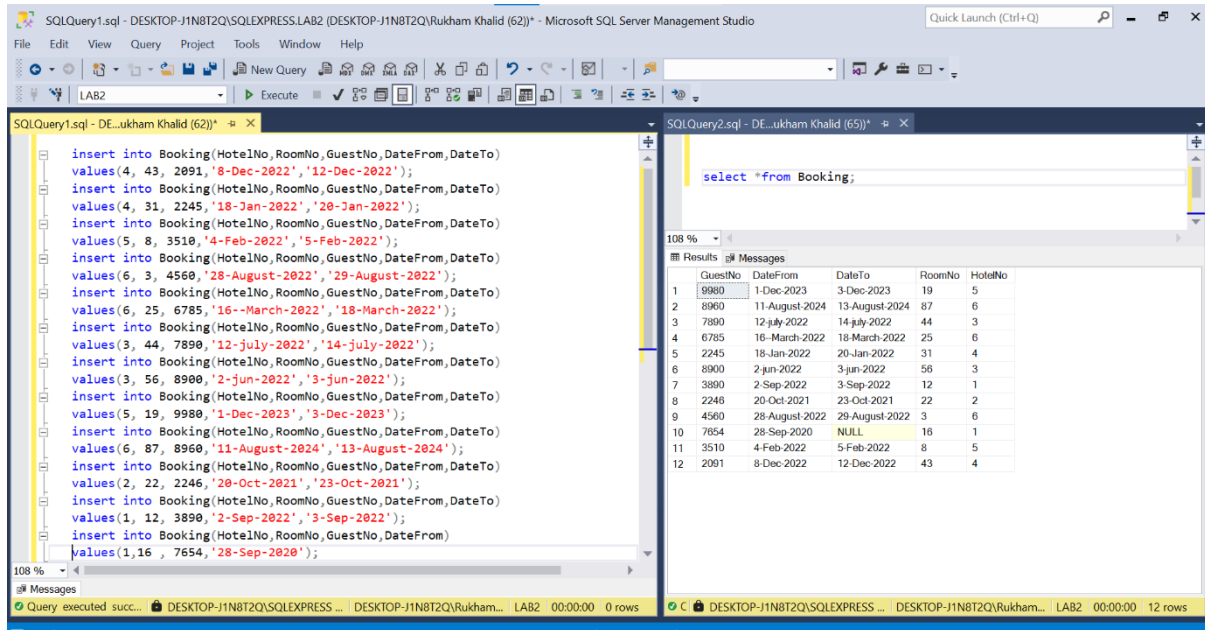 SQLQuery1.sql - DESKTOP-J1N8T2Q\SQLEXPRESS.LAB2 (DESKTOP-J1N8T2Q\Rukham Khalid (62))* - Microsoft SQL Server Management Studio
Quick Launch (Ctrl+Q)
File Edit View Query Project Tools Window Help
New Query MDX DMX XMLA DAX
LAB2 Execute
SQLQuery1.sql - DE...ukham Khalid (62))*
insert into Booking(HotelNo,RoomNo,GuestNo,DateFrom,DateTo)
values(4, 43, 2091,'8-Dec-2022','12-Dec-2022');
insert into Booking(HotelNo,RoomNo,GuestNo,DateFrom,DateTo)
values(4, 31, 2245,'18-Jan-2022','20-Jan-2022');
insert into Booking(HotelNo,RoomNo,GuestNo,DateFrom,DateTo)
values(5, 8, 3510,'4-Feb-2022','5-Feb-2022');
insert into Booking(HotelNo,RoomNo,GuestNo,DateFrom,DateTo)
values(6, 3, 4560,'28-August-2022','29-August-2022');
insert into Booking(HotelNo,RoomNo,GuestNo,DateFrom,DateTo)
values(6, 25, 6785,'16--March-2022','18-March-2022');
insert into Booking(HotelNo,RoomNo,GuestNo,DateFrom,DateTo)
values(3, 44, 7890,'12-july-2022','14-july-2022');
insert into Booking(HotelNo,RoomNo,GuestNo,DateFrom,DateTo)
values(3, 56, 8900,'2-jun-2022','3-jun-2022');
insert into Booking(HotelNo,RoomNo,GuestNo,DateFrom,DateTo)
values(5, 19, 9980,'1-Dec-2023','3-Dec-2023');
insert into Booking(HotelNo,RoomNo,GuestNo,DateFrom,DateTo)
values(6, 87, 8960,'11-August-2024','13-August-2024');
insert into Booking(HotelNo,RoomNo,GuestNo,DateFrom,DateTo)
values(2, 22, 2246,'20-Oct-2021','23-Oct-2021');
insert into Booking(HotelNo,RoomNo,GuestNo,DateFrom,DateTo)
values(1, 12, 3890,'2-Sep-2022','3-Sep-2022');
insert into Booking(HotelNo,RoomNo,GuestNo,DateFrom)
values(1,16 , 7654,'28-Sep-2020');
108 %
Messages
Query executed succ... DESKTOP-J1N8T2Q\SQLEXPRESS ... DESKTOP-J1N8T2Q\Rukham... LAB2 00:00:00 0 rows
SQLQuery2.sql - DE...ukham Khalid (65))*
select *from Booking;
108 %
Results Messages
GuestNo DateFrom DateTo RoomNo HotelNo
1 9980 1-Dec-2023 3-Dec-2023 19 5
2 8960 11-August-2024 13-August-2024 87 6
3 7890 12-july-2022 14-july-2022 44 3
4 6785 16--March-2022 18-March-2022 25 6
5 2245 18-Jan-2022 20-Jan-2022 31 4
6 8900 2-jun-2022 3-jun-2022 56 3
7 3890 2-Sep-2022 3-Sep-2022 12 1
8 2246 20-Oct-2021 23-Oct-2021 22 2
9 4560 28-August-2022 29-August-2022 3 6
10 7654 28-Sep-2020 NULL 16 1
11 3510 4-Feb-2022 5-Feb-2022 8 5
12 2091 8-Dec-2022 12-Dec-2022 43 4
C DESKTOP-J1N8T2Q\SQLEXPRESS ... DESKTOP-J1N8T2Q\Rukham... LAB2 00:00:00 12 rows